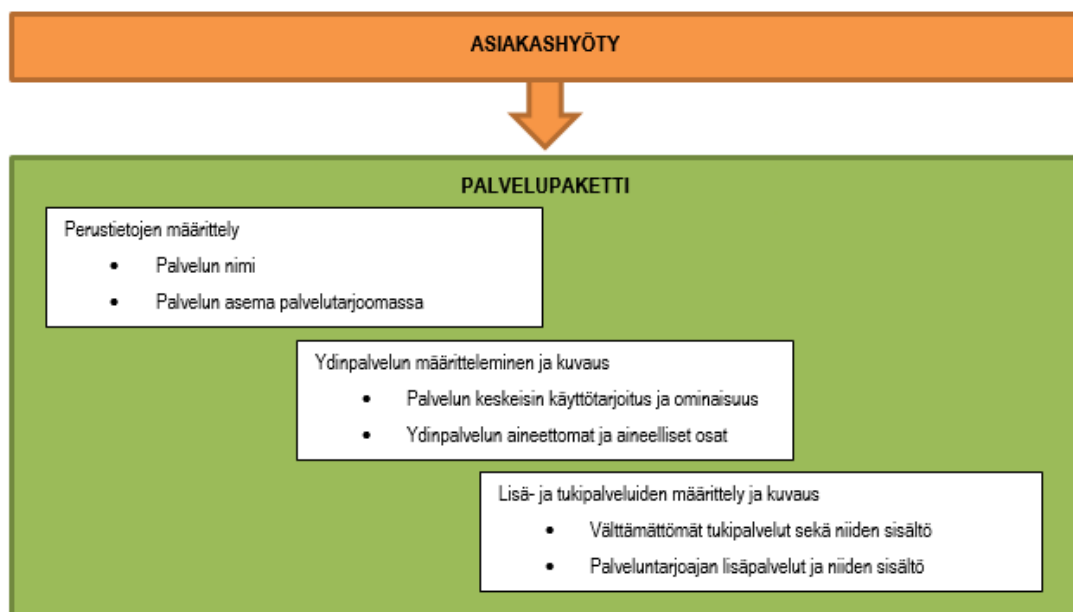 ASIAKASHYÖTY
PALVELUPAKETTI
Perustietojen määrittely
• Palvelun nimi
• Palvelun asema palvelutarjoomassa
Ydinpalvelun määritteleminen ja kuvaus
• Palvelun keskeisin käyttötarjoitus ja ominaisuus
• Ydinpalvelun aineettomat ja aineelliset osat
Lisä- ja tukipalveluiden määrittely ja kuvaus
• Välttämättömät tukipalvelut sekä niiden sisältö
• Palveluntarjoajan lisäpalvelut ja niiden sisältö